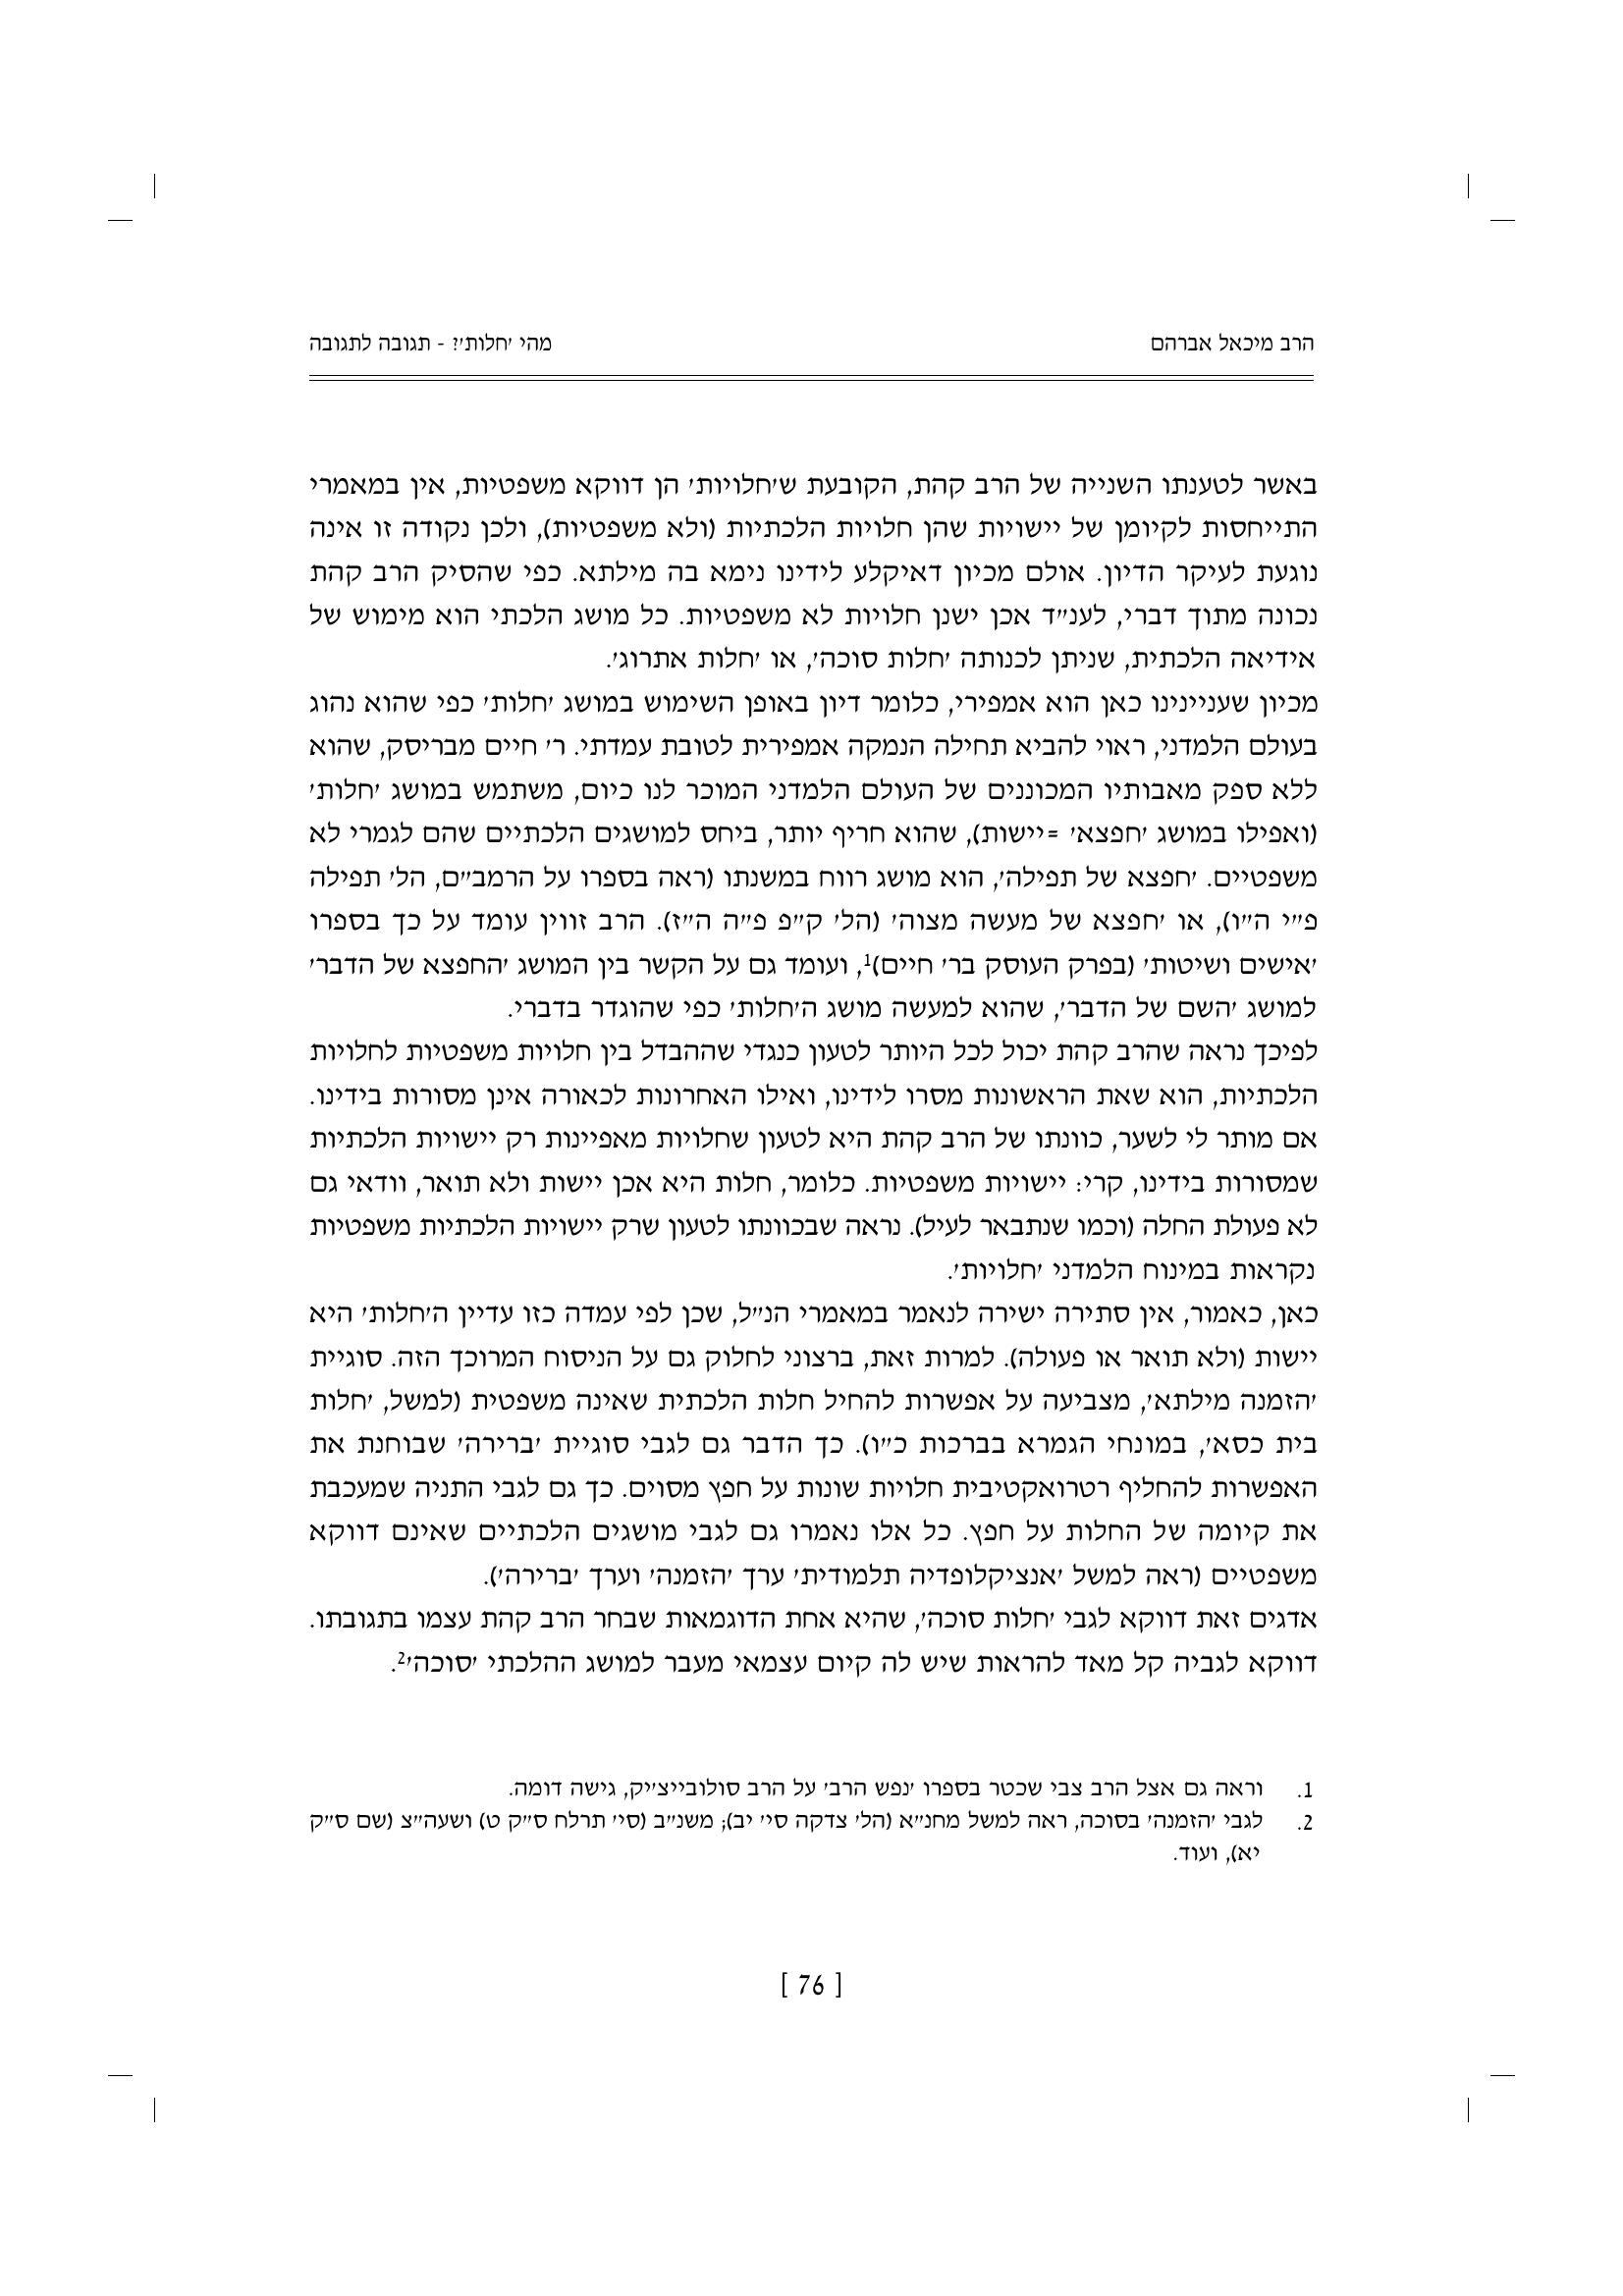 הרב מיכאל אברהם
מהי 'חלות'? - תגובה לתגובה
באשר לטענתו השנייה של הרב קהת, הקובעת ש'חלויות' הן דווקא משפטיות, אין במאמרי
התייחסות לקיומן של יישויות שהן חלויות הלכתיות (ולא משפטיות), ולכן נקודה זו אינה
נוגעת לעיקר הדיון. אולם מכיון דאיקלע לידינו נימא בה מילתא. כפי שהסיק הרב קהת
נכונה מתוך דברי, לענ"ד אכן ישנן חלויות לא משפטיות. כל מושג הלכתי הוא מימוש של
אידיאה הלכתית, שניתן לכנותה 'חלות סוכה', או 'חלות אתרוג'.
מכיון שעניינינו כאן הוא אמפירי, כלומר דיון באופן השימוש במושג 'חלות' כפי שהוא נהוג
בעולם הלמדני, ראוי להביא תחילה הנמקה אמפירית לטובת עמדתי. ר' חיים מבריסק, שהוא
ללא ספק מאבותיו המכוננים של העולם הלמדני המוכר לנו כיום, משתמש במושג 'חלות'
(ואפילו במושג 'חפצא' =יישות), שהוא חריף יותר, ביחס למושגים הלכתיים שהם לגמרי לא
משפטיים. 'חפצא של תפילה', הוא מושג רווח במשנתו (ראה בספרו על הרמב"ם, הל' תפילה
פ"י ה"ו), או 'חפצא של מעשה מצוה' (הל' ק"פ פ"ה ה"ז). הרב זווין עומד על כך בספרו
'אישים ושיטות' (בפרק העוסק בר' חיים)1, ועומד גם על הקשר בין המושג 'החפצא של הדבר'
למושג 'השם של הדבר', שהוא למעשה מושג ה'חלות' כפי שהוגדר בדברי.
לפיכך נראה שהרב קהת יכול לכל היותר לטעון כנגדי שההבדל בין חלויות משפטיות לחלויות
הלכתיות, הוא שאת הראשונות מסרו לידינו, ואילו האחרונות לכאורה אינן מסורות בידינו.
אם מותר לי לשער, כוונתו של הרב קהת היא לטעון שחלויות מאפיינות רק יישויות הלכתיות
שמסורות בידינו, קרי: יישויות משפטיות. כלומר, חלות היא אכן יישות ולא תואר, וודאי גם
לא פעולת החלה (וכמו שנתבאר לעיל). נראה שבכוונתו לטעון שרק יישויות הלכתיות משפטיות
נקראות במינוח הלמדני 'חלויות'.
כאן, כאמור, אין סתירה ישירה לנאמר במאמרי הנ"ל, שכן לפי עמדה כזו עדיין ה'חלות' היא
יישות (ולא תואר או פעולה). למרות זאת, ברצוני לחלוק גם על הניסוח המרוכך הזה. סוגיית
'הזמנה מילתא', מצביעה על אפשרות להחיל חלות הלכתית שאינה משפטית (למשל, 'חלות
בית כסא', במונחי הגמרא בברכות כ"ו). כך הדבר גם לגבי סוגיית 'ברירה' שבוחנת את
האפשרות להחליף רטרואקטיבית חלויות שונות על חפץ מסוים. כך גם לגבי התניה שמעכבת
את קיומה של החלות על חפץ. כל אלו נאמרו גם לגבי מושגים הלכתיים שאינם דווקא
משפטיים (ראה למשל 'אנציקלופדיה תלמודית' ערך 'הזמנה' וערך 'ברירה').
אדגים זאת דווקא לגבי 'חלות סוכה', שהיא אחת הדוגמאות שבחר הרב קהת עצמו בתגובתו.
דווקא לגביה קל מאד להראות שיש לה קיום עצמאי מעבר למושג ההלכתי 'סוכה'2.
1. וראה גם אצל הרב צבי שכטר בספרו 'נפש הרב' על הרב סולובייצ'יק, גישה דומה.
2. לגבי 'הזמנה' בסוכה, ראה למשל מחנ"א (הל' צדקה סי' יב); משנ"ב (סי' תרלח ס"ק ט) ושעה"צ (שם ס"ק
יא), ועוד.
[ 76 ]